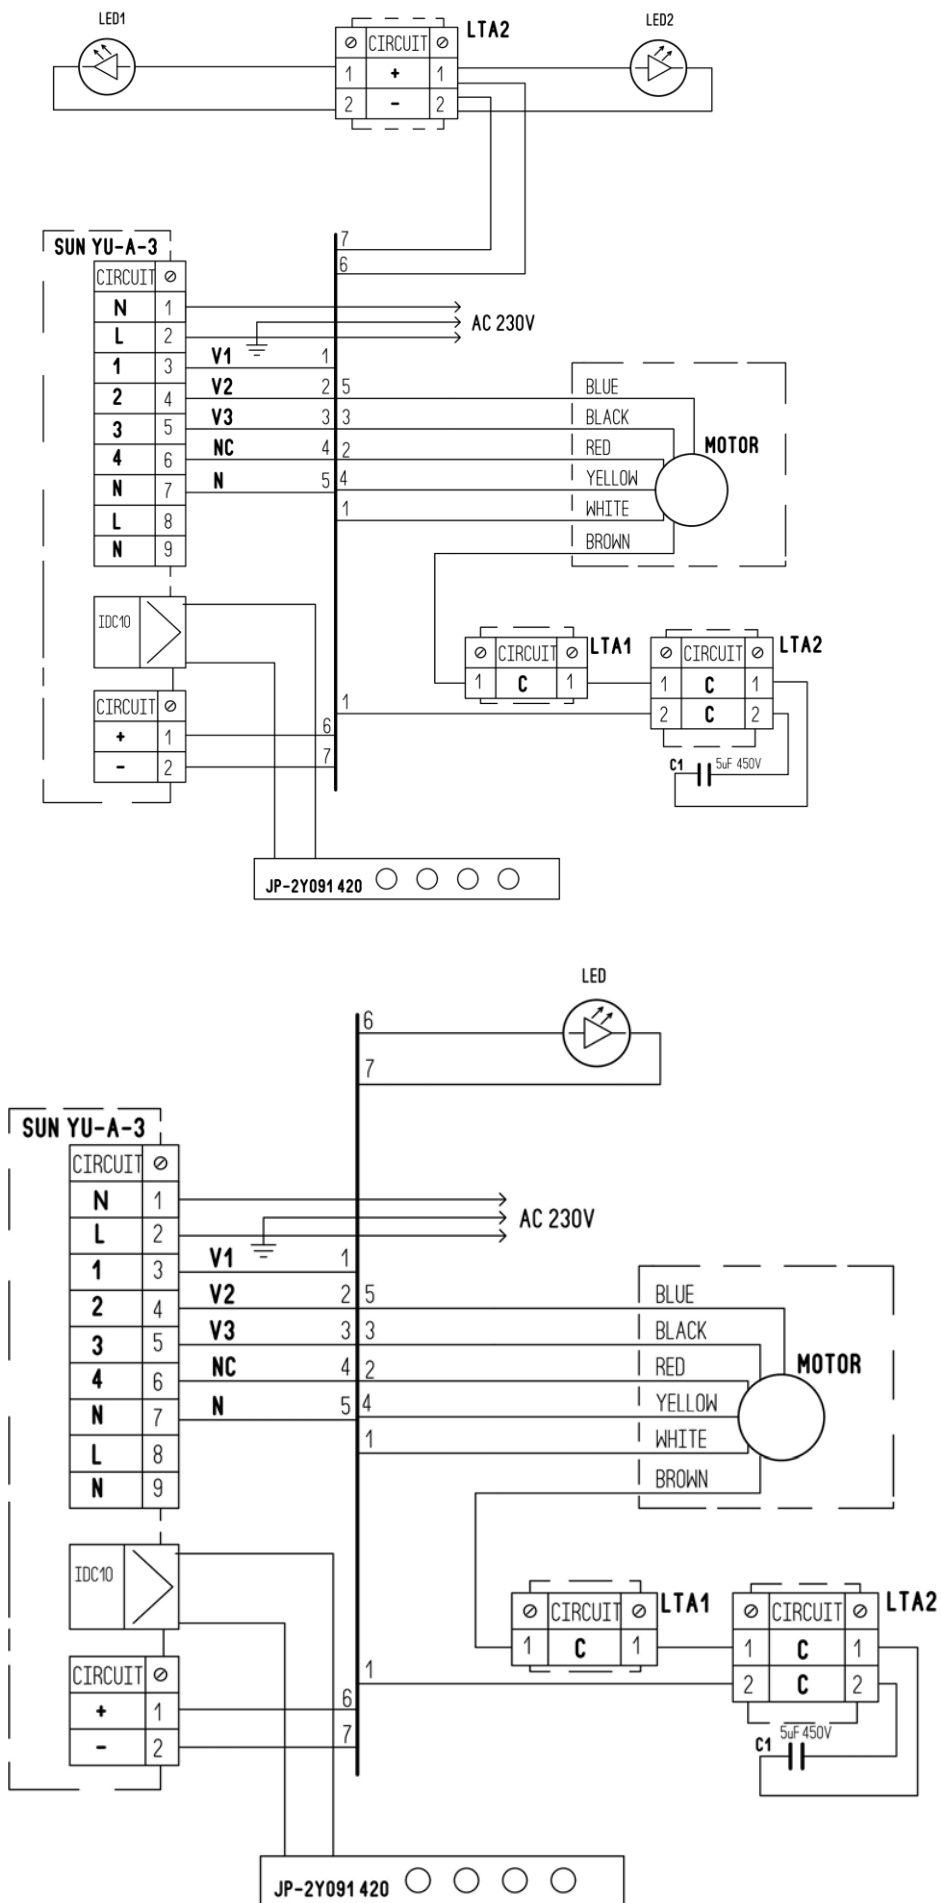 LED1
LED2
LTA2
CIRCUIT
1 + 1
2 - 2
7
6
SUN YU-A-3
CIRCUIT
N 1
L 2
AC 230V
1 3 V1 1
2 4 V2 2 5 BLUE
3 5 V3 3 3 BLACK
4 6 NC 4 2 RED
MOTOR
N 7 N 5 4 YELLOW
L 8 1 WHITE
N 9 BROWN
IDC10
CIRCUIT LTA1
1 C 1
CIRCUIT LTA2
1 C 1
2 C 2
1
CIRCUIT
+ 1 6
- 2 7
C1 5uF 450V
JP-2Y091420
LED
6
7
SUN YU-A-3
CIRCUIT
N 1
L 2
AC 230V
1 3 V1 1
2 4 V2 2 5 BLUE
3 5 V3 3 3 BLACK
4 6 NC 4 2 RED
MOTOR
N 7 N 5 4 YELLOW
L 8 1 WHITE
N 9 BROWN
IDC10
CIRCUIT LTA1
1 C 1
CIRCUIT LTA2
1 C 1
2 C 2
1
CIRCUIT
+ 1 6
- 2 7
C1 5uF 450V
JP-2Y091420